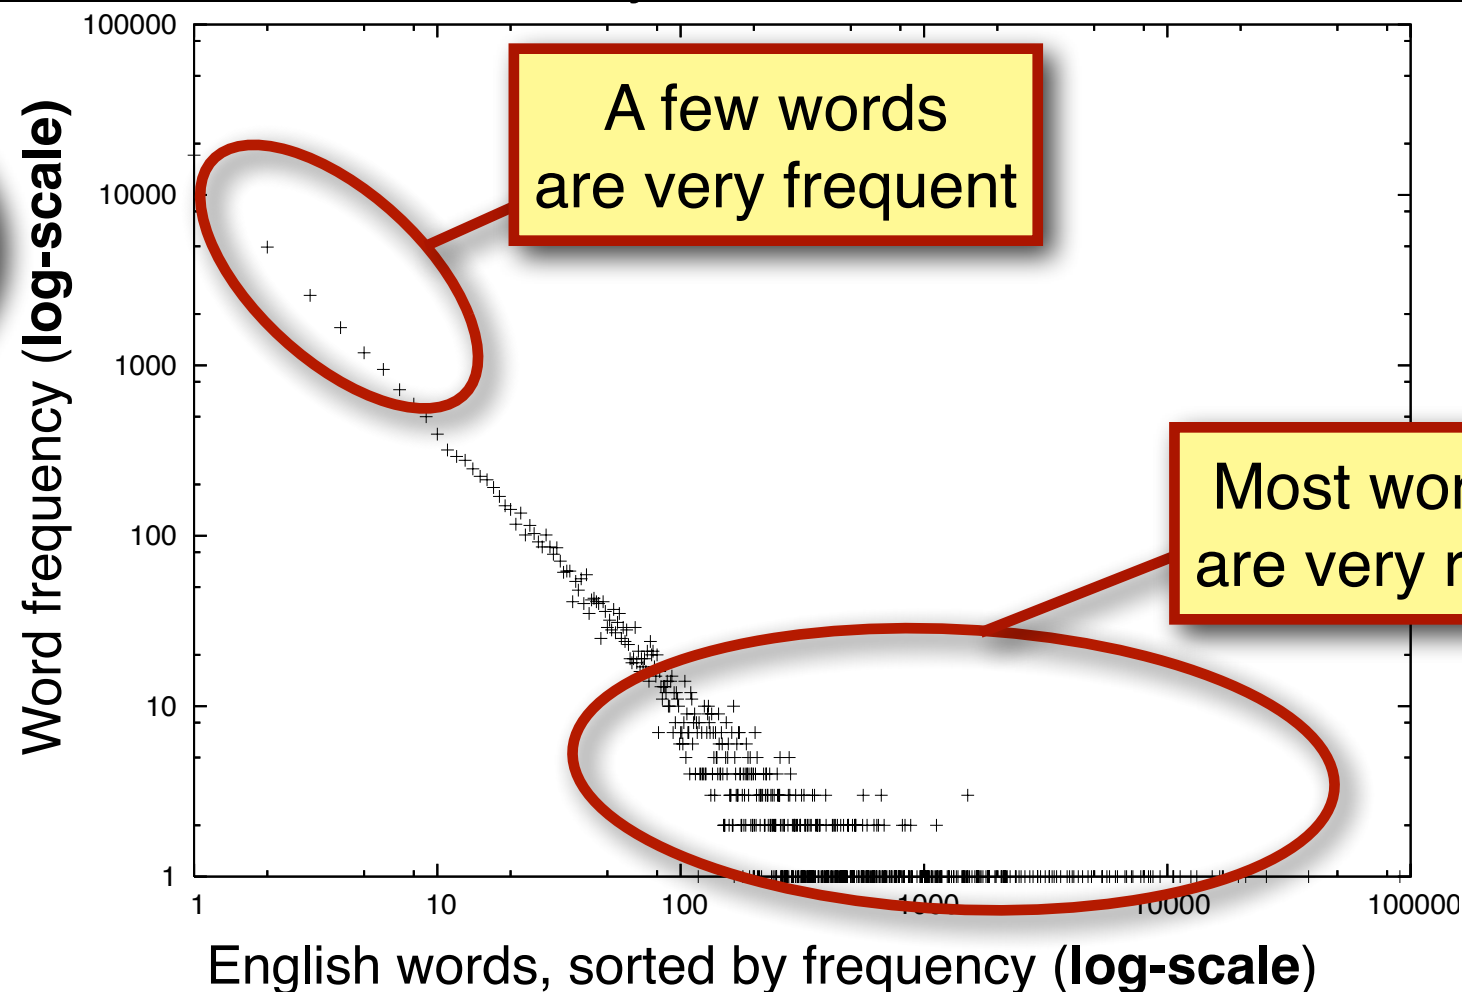 100000
10000
1000
100
10
1
Word frequency (log-scale)
A few words
are very frequent
Most
are very
1
10
100
1000
10000
100000
English words, sorted by frequency (log-scale)